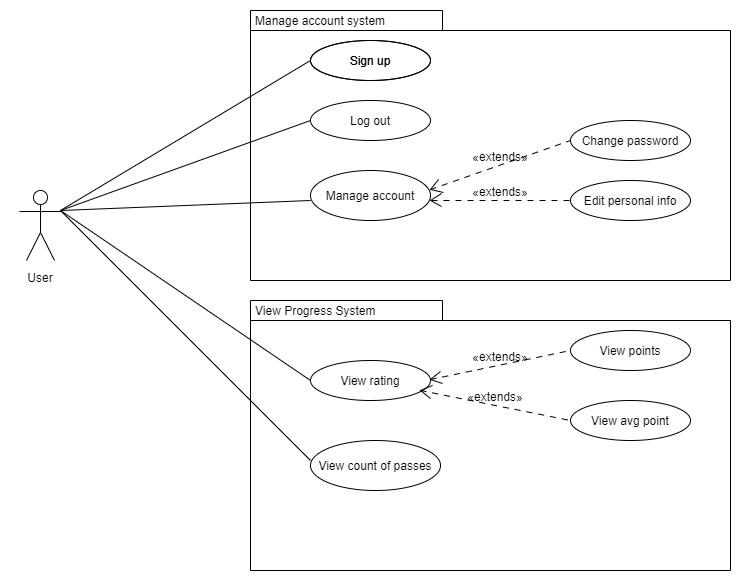 Manage account system
Sign up
Log out
Change password
«extends»
Manage account
«extends»
Edit personal info
User
View Progress System
View points
«extends»
View rating
«extends»
View avg point
View count of passes